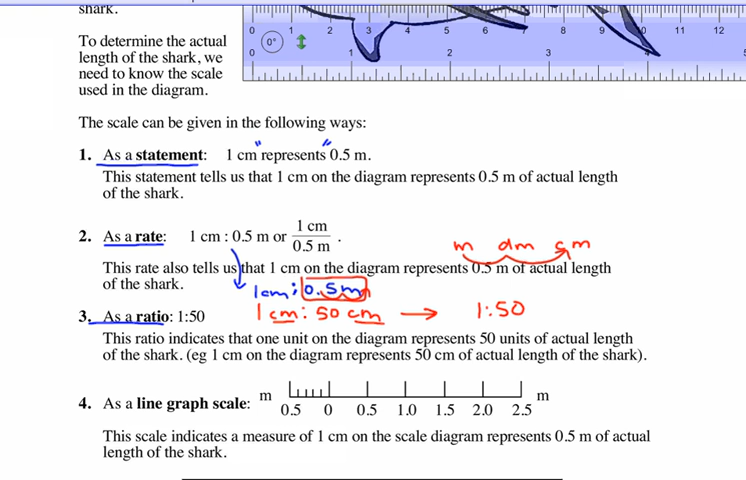 shark.
0 1 2 3 4 5 6 8 9 10 11 12
0°
0 1 2 3 4
To determine the actual
length of the shark, we
need to know the scale
used in the diagram.
The scale can be given in the following ways:
1. As a statement: 1 cm " represents " 0.5 m.
This statement tells us that 1 cm on the diagram represents 0.5 m of actual length
of the shark.
2. As a rate: 1 cm : 0.5 m or 1 cm / 0.5 m .
m dm cm
This rate also tells us that 1 cm on the diagram represents 0.5 m of actual length
of the shark.
1cm : 0.5m
3. As a ratio: 1:50
1 cm : 50 cm → 1:50
This ratio indicates that one unit on the diagram represents 50 units of actual length
of the shark. (eg 1 cm on the diagram represents 50 cm of actual length of the shark).
4. As a line graph scale: m 0.5 0 0.5 1.0 1.5 2.0 2.5 m
This scale indicates a measure of 1 cm on the scale diagram represents 0.5 m of actual
length of the shark.